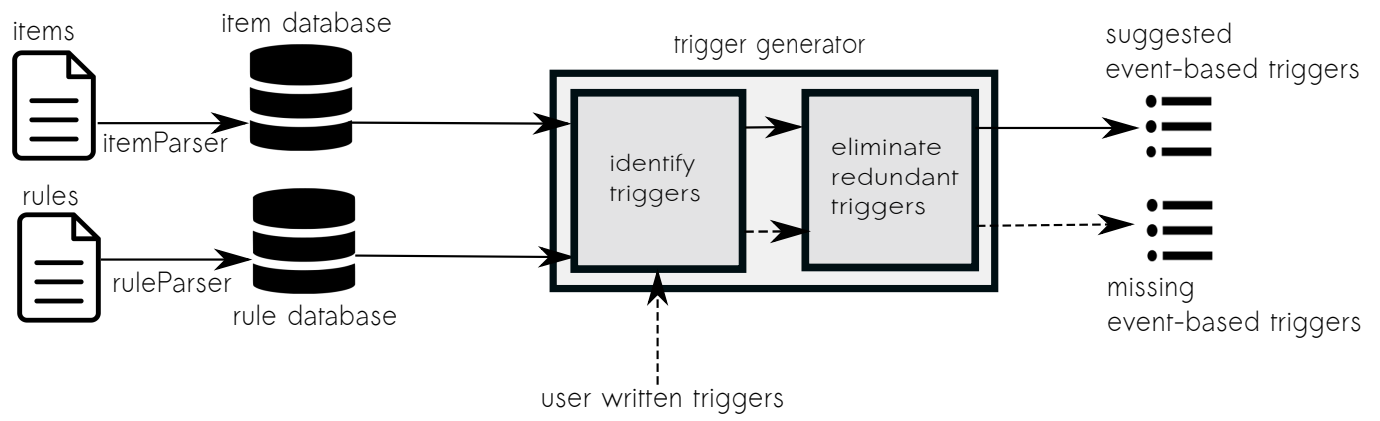 items
item database
itemParser
rules
ruleParser
rule database
trigger generator
identify
triggers
eliminate
redundant
triggers
user written triggers
suggested
event-based triggers
missing
event-based triggers